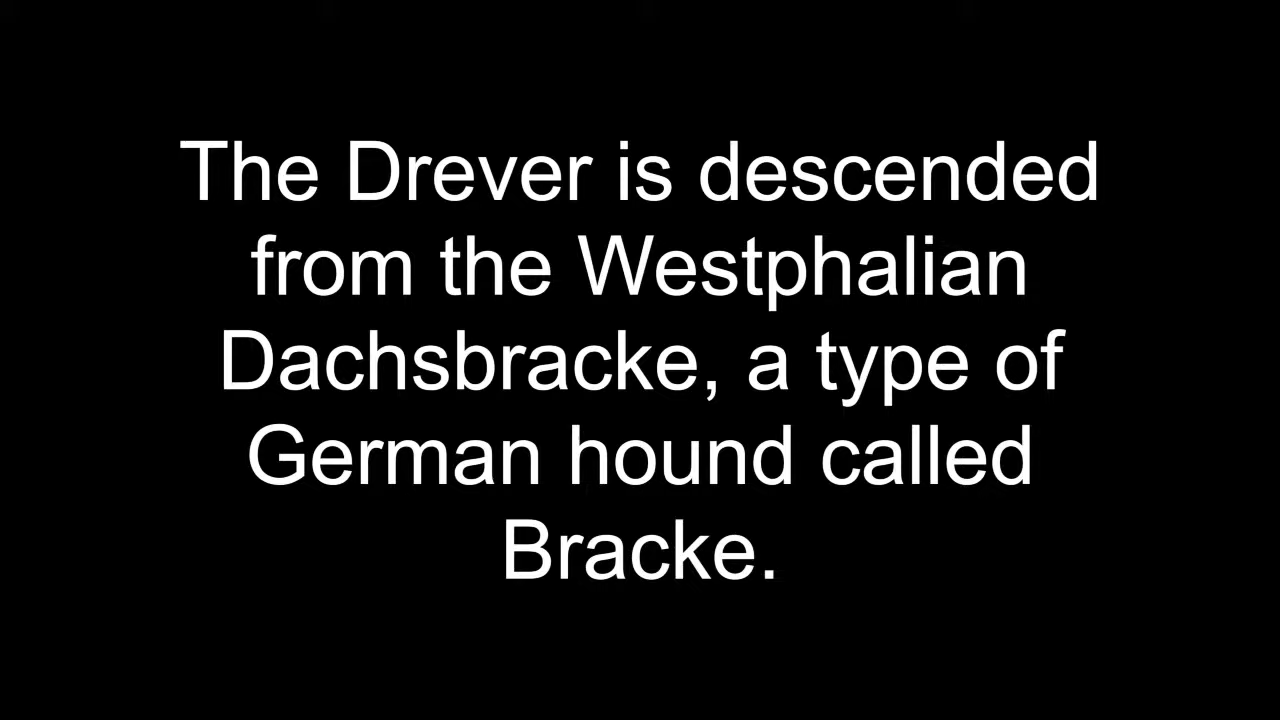 The Drever is descended
from the Westphalian
Dachsbracke, a type of
German hound called
Bracke.